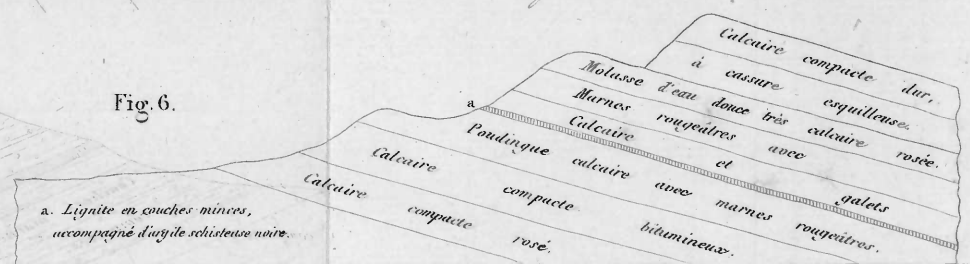 Fig. 6.
Calcaire compacte dur,
à cassure esquilleuse.
Molasse d'eau douce très calcaire rosée.
Marnes rougeâtres avec
a
Calcaire et galets
Poudingue calcaire avec marnes rougeâtres.
Calcaire compacte bitumineux.
Calcaire compacte rosé.
a. Lignite en couches minces,
accompagné d'argile schisteuse noire.